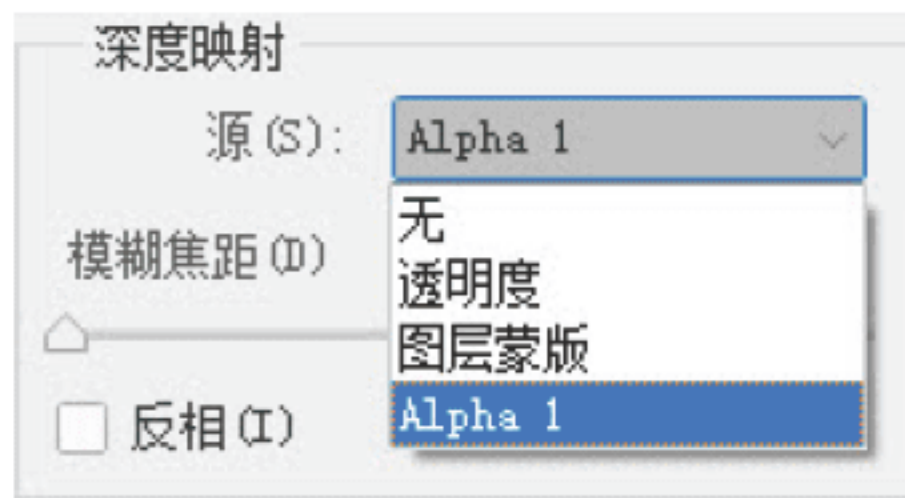 深度映射
源(S): Alpha 1
无
模糊焦距(D)
透明度
图层蒙版
反相(I)
Alpha 1